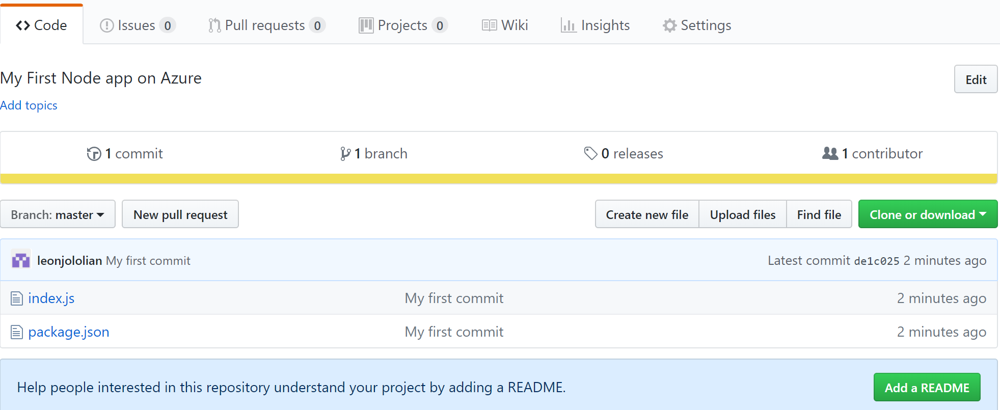 Code Issues 0 Pull requests 0 Projects 0 Wiki Insights Settings
My First Node app on Azure Edit
Add topics
1 commit 1 branch 0 releases 1 contributor
Branch: master New pull request Create new file Upload files Find file Clone or download
leonjololian My first commit Latest commit de1c025 2 minutes ago
index.js My first commit 2 minutes ago
package.json My first commit 2 minutes ago
Help people interested in this repository understand your project by adding a README. Add a README